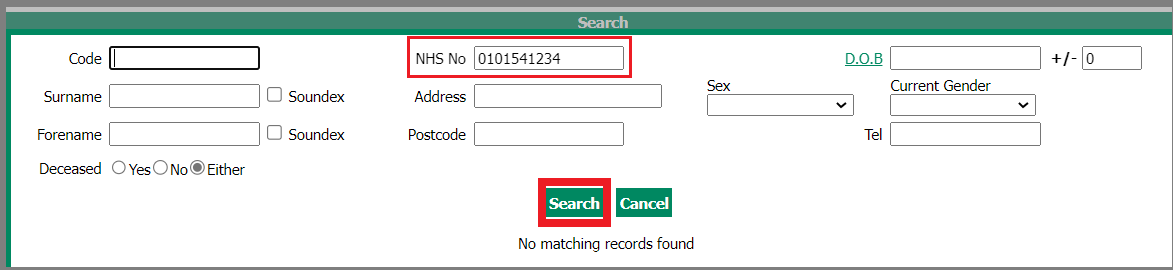 Search
Code NHS No 0101541234 D.O.B +/- 0
Surname Soundex Address Sex Current Gender
Forename Soundex Postcode Tel
Deceased Yes No Either
Search Cancel
No matching records found